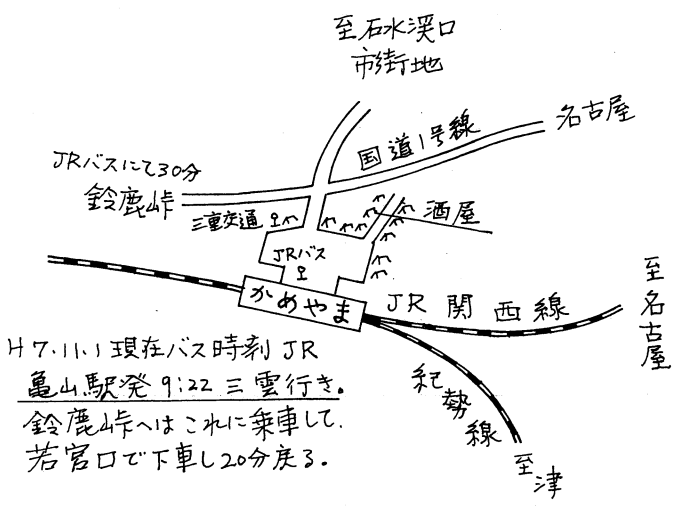 至石水渓口
市街地
名古屋
国道1号線
JRバスにて30分
鈴鹿峠
三重交通
酒屋
JRバス
かめやま
JR関西線
至名古屋
紀勢線
至津
H7.11.1現在バス時刻JR
亀山駅発9:22三雲行き。
鈴鹿峠へはこれに乗車して、
若宮口で下車し20分戻る。